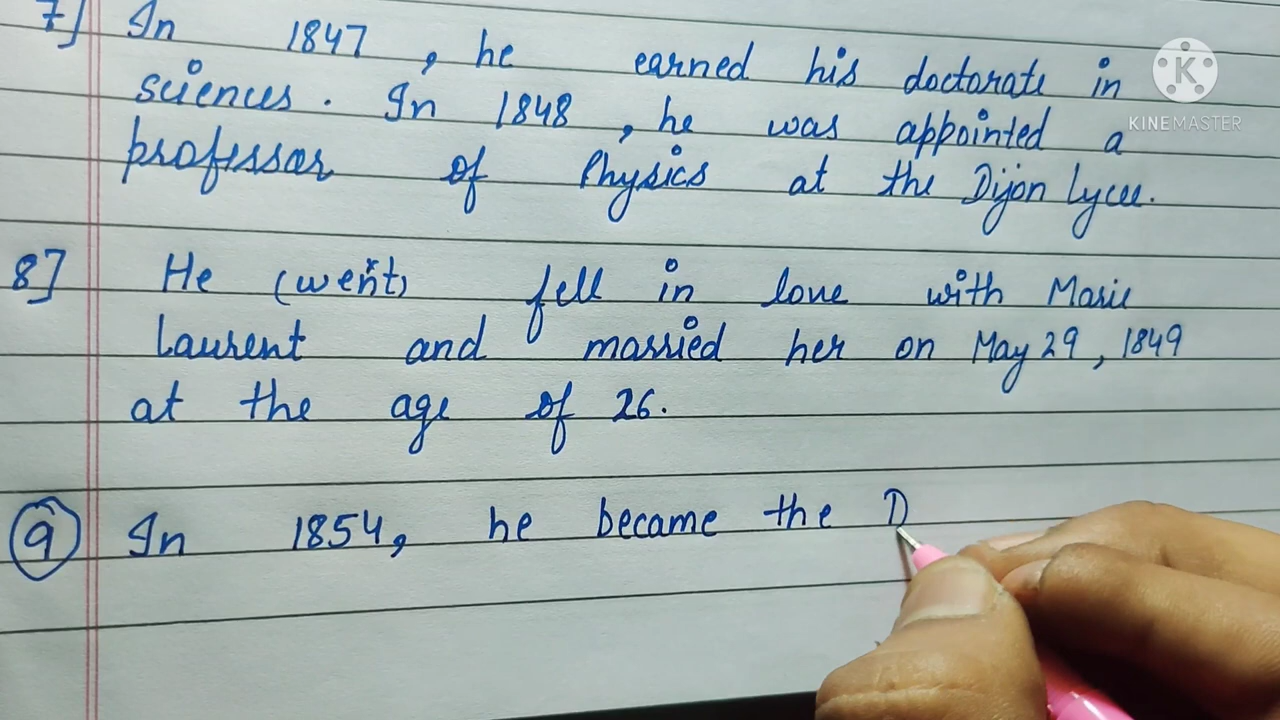 7] In 1847, he earned his doctorate in
sciences. In 1848, he was appointed a
professor of Physics at the Dijon Lycee.
8] He (went) fell in love with Marie
Laurent and married her on May 29, 1849
at the age of 26.
9 In 1854, he became the D
KINEMASTER